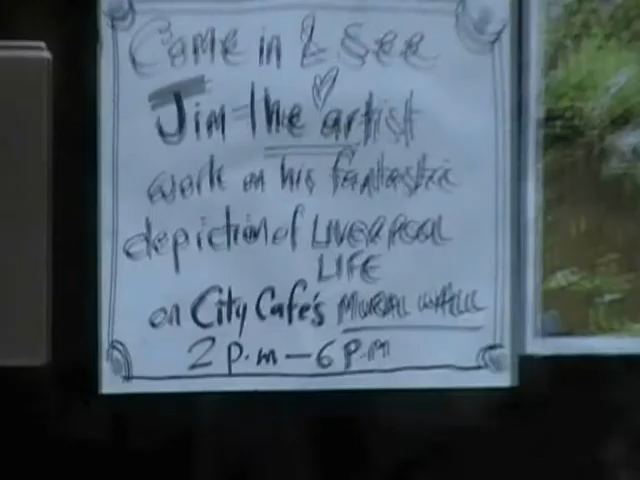 Come in 2 See
Jim the artist
work on his fantastic
depiction of LIVERPOOL
LIFE
on City Cafe's MURAL WALL
2 p.m - 6 P.M